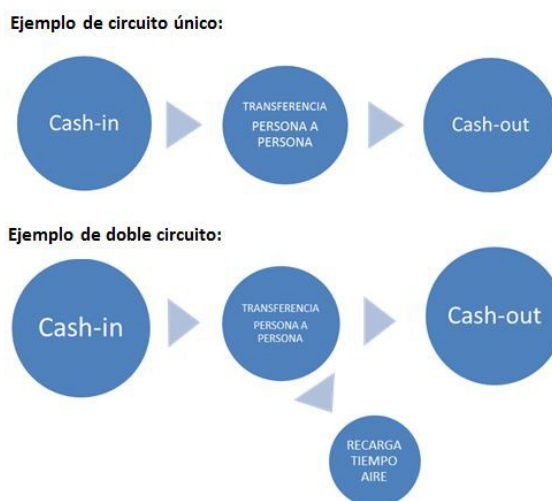 Ejemplo de circuito único:
Cash-in
TRANSFERENCIA
PERSONA A
PERSONA
Cash-out
Ejemplo de doble circuito:
Cash-in
TRANSFERENCIA
PERSONA A
PERSONA
Cash-out
RECARGA
TIEMPO
AIRE